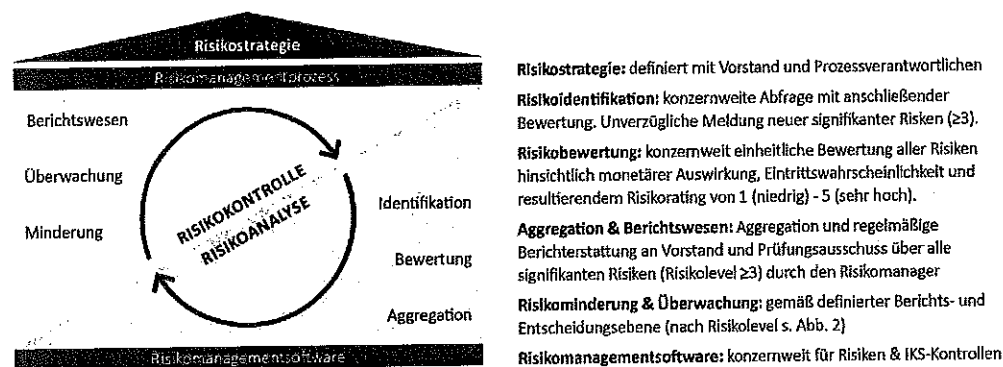 Risikostrategie
Risikomanagementprozess
Berichtswesen
Überwachung
Minderung
RISIKOKONTROLLE
RISIKOANALYSE
Identifikation
Bewertung
Aggregation
Risikomanagementsoftware
Risikostrategie: definiert mit Vorstand und Prozessverantwortlichen
Risikoidentifikation: konzernweite Abfrage mit anschließender
Bewertung. Unverzügliche Meldung neuer signifikanter Risken (≥3).
Risikobewertung: konzernweit einheitliche Bewertung aller Risiken
hinsichtlich monetärer Auswirkung, Eintrittswahrscheinlichkeit und
resultierendem Risikorating von 1 (niedrig) - 5 (sehr hoch).
Aggregation & Berichtswesen: Aggregation und regelmäßige
Berichterstattung an Vorstand und Prüfungsausschuss über alle
signifikanten Risiken (Risikolevel ≥3) durch den Risikomanager
Risikominderung & Überwachung: gemäß definierter Berichts- und
Entscheidungsebene (nach Risikolevel s. Abb. 2)
Risikomanagementsoftware: konzernweit für Risiken & IKS-Kontrollen